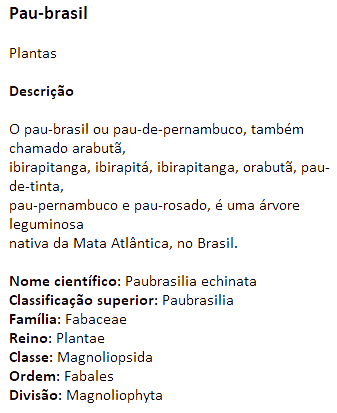 Pau-brasil
Plantas
Descrição
O pau-brasil ou pau-de-pernambuco, também
chamado arabutã,
ibirapitanga, ibirapitá, ibirapitanga, orabutã, pau-
de-tinta,
pau-pernambuco e pau-rosado, é uma árvore
leguminosa
nativa da Mata Atlântica, no Brasil.
Nome científico: Paubrasilia echinata
Classificação superior: Paubrasilia
Família: Fabaceae
Reino: Plantae
Classe: Magnoliopsida
Ordem: Fabales
Divisão: Magnoliophyta